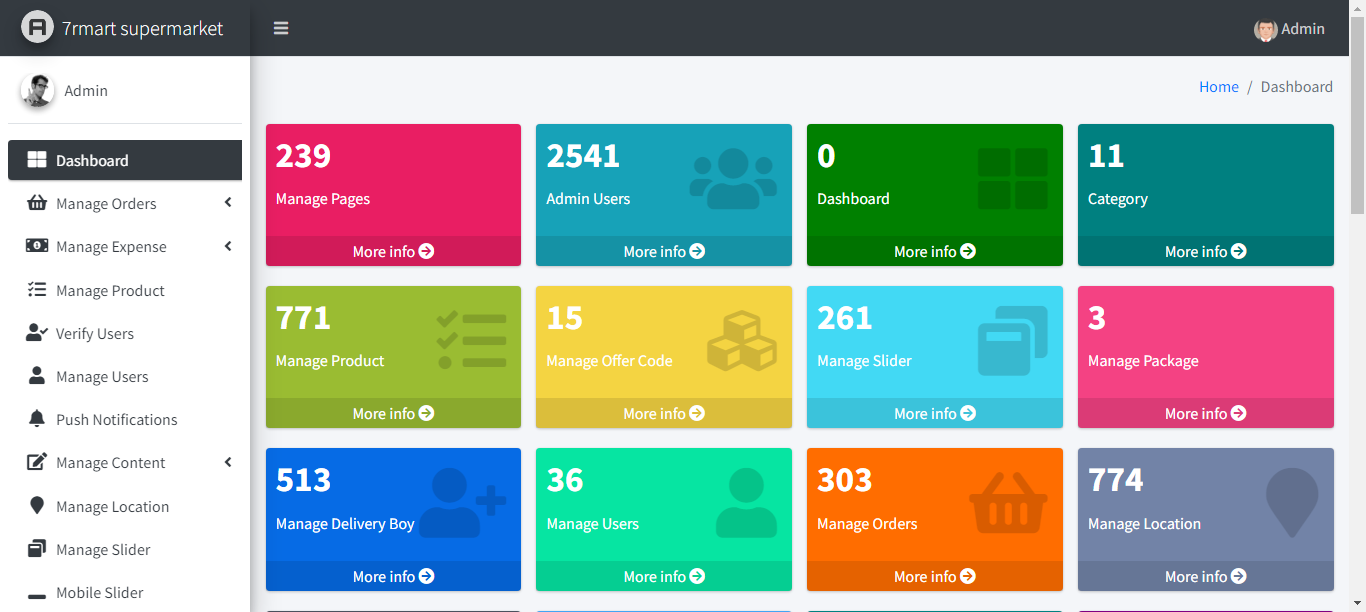 7rmart supermarket
Admin
Admin
Home / Dashboard
Dashboard
Manage Orders
Manage Expense
Manage Product
Verify Users
Manage Users
Push Notifications
Manage Content
Manage Location
Manage Slider
Mobile Slider
239
Manage Pages
More info
2541
Admin Users
More info
0
Dashboard
More info
11
Category
More info
771
Manage Product
More info
15
Manage Offer Code
More info
261
Manage Slider
More info
3
Manage Package
More info
513
Manage Delivery Boy
More info
36
Manage Users
More info
303
Manage Orders
More info
774
Manage Location
More info